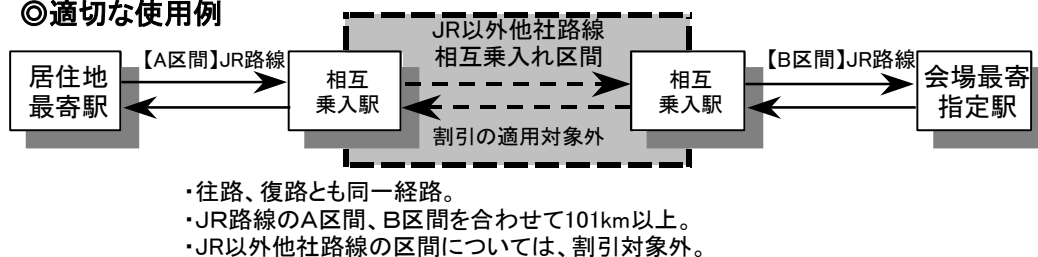 ◎適切な使用例
JR以外他社路線
相互乗入れ区間
【A区間】JR路線
【B区間】JR路線
居住地
最寄駅
相互
乗入駅
相互
乗入駅
会場最寄
指定駅
割引の適用対象外
・往路、復路とも同一経路。
・JR路線のA区間、B区間を合わせて101km以上。
・JR以外他社路線の区間については、割引対象外。